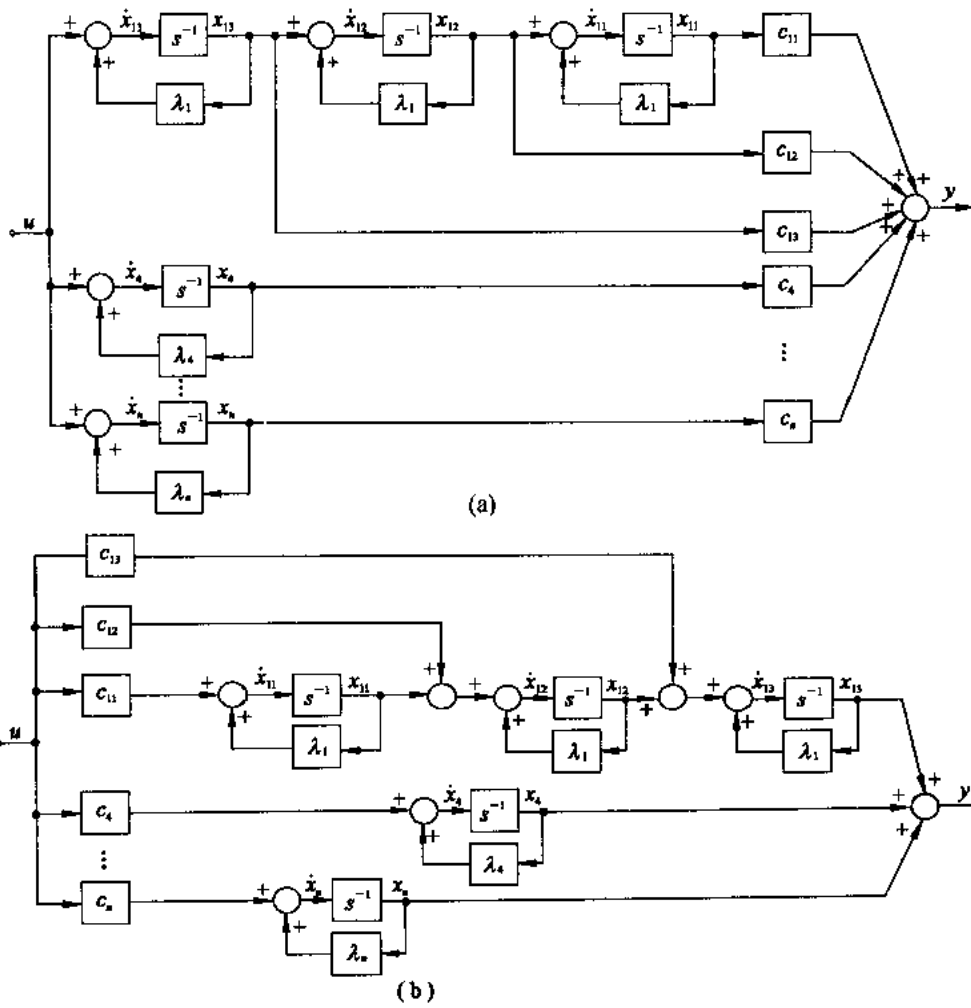 ẋ₁₃ x₁₃ ẋ₁₂ x₁₂ ẋ₁₁ x₁₁
+ s⁻¹ + s⁻¹ + s⁻¹ c₁₁
+ + +
λ₁ λ₁ λ₁
c₁₂
+ + +
y
u + +
c₁₃ +
ẋ₄ x₄
+ s⁻¹ c₄
+
λ₄
⋮ ⋮
ẋₙ xₙ
+ s⁻¹ cₙ
+
λₙ
(a)
c₁₃
c₁₂
+ +
ẋ₁₁ x₁₁ ẋ₁₂ x₁₂ ẋ₁₃ x₁₃
c₁₁ + s⁻¹ + + s⁻¹ + + s⁻¹
+ + +
λ₁ λ₁ λ₁
u
+
y
ẋ₄ x₄
c₄ + s⁻¹ +
+ +
λ₄
⋮
ẋₙ xₙ
cₙ + s⁻¹
+
λₙ
(b)